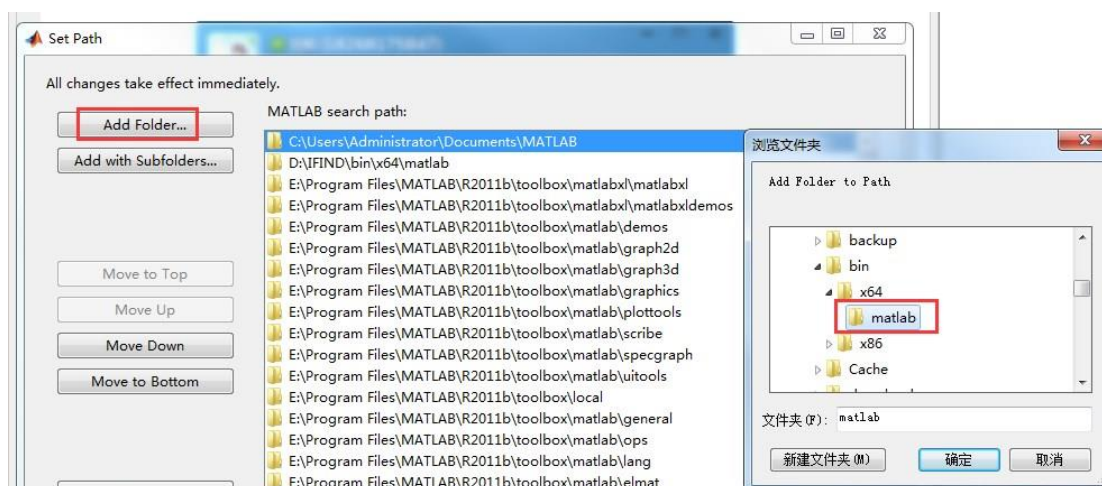 Set Path
All changes take effect immediately.
Add Folder...
Add with Subfolders...
Move to Top
Move Up
Move Down
Move to Bottom
MATLAB search path:
C:\Users\Administrator\Documents\MATLAB
D:\IFIND\bin\x64\matlab
E:\Program Files\MATLAB\R2011b\toolbox\matlabxl\matlabxl
E:\Program Files\MATLAB\R2011b\toolbox\matlabxl\matlabxldemos
E:\Program Files\MATLAB\R2011b\toolbox\matlab\demos
E:\Program Files\MATLAB\R2011b\toolbox\matlab\graph2d
E:\Program Files\MATLAB\R2011b\toolbox\matlab\graph3d
E:\Program Files\MATLAB\R2011b\toolbox\matlab\graphics
E:\Program Files\MATLAB\R2011b\toolbox\matlab\plottools
E:\Program Files\MATLAB\R2011b\toolbox\matlab\scribe
E:\Program Files\MATLAB\R2011b\toolbox\matlab\specgraph
E:\Program Files\MATLAB\R2011b\toolbox\matlab\uitools
E:\Program Files\MATLAB\R2011b\toolbox\local
E:\Program Files\MATLAB\R2011b\toolbox\matlab\general
E:\Program Files\MATLAB\R2011b\toolbox\matlab\ops
E:\Program Files\MATLAB\R2011b\toolbox\matlab\lang
E:\Program Files\MATLAB\R2011b\toolbox\matlab\elmat
浏览文件夹
Add Folder to Path
backup
bin
x64
matlab
x86
Cache
文件夹(F): matlab
新建文件夹(M)
确定
取消